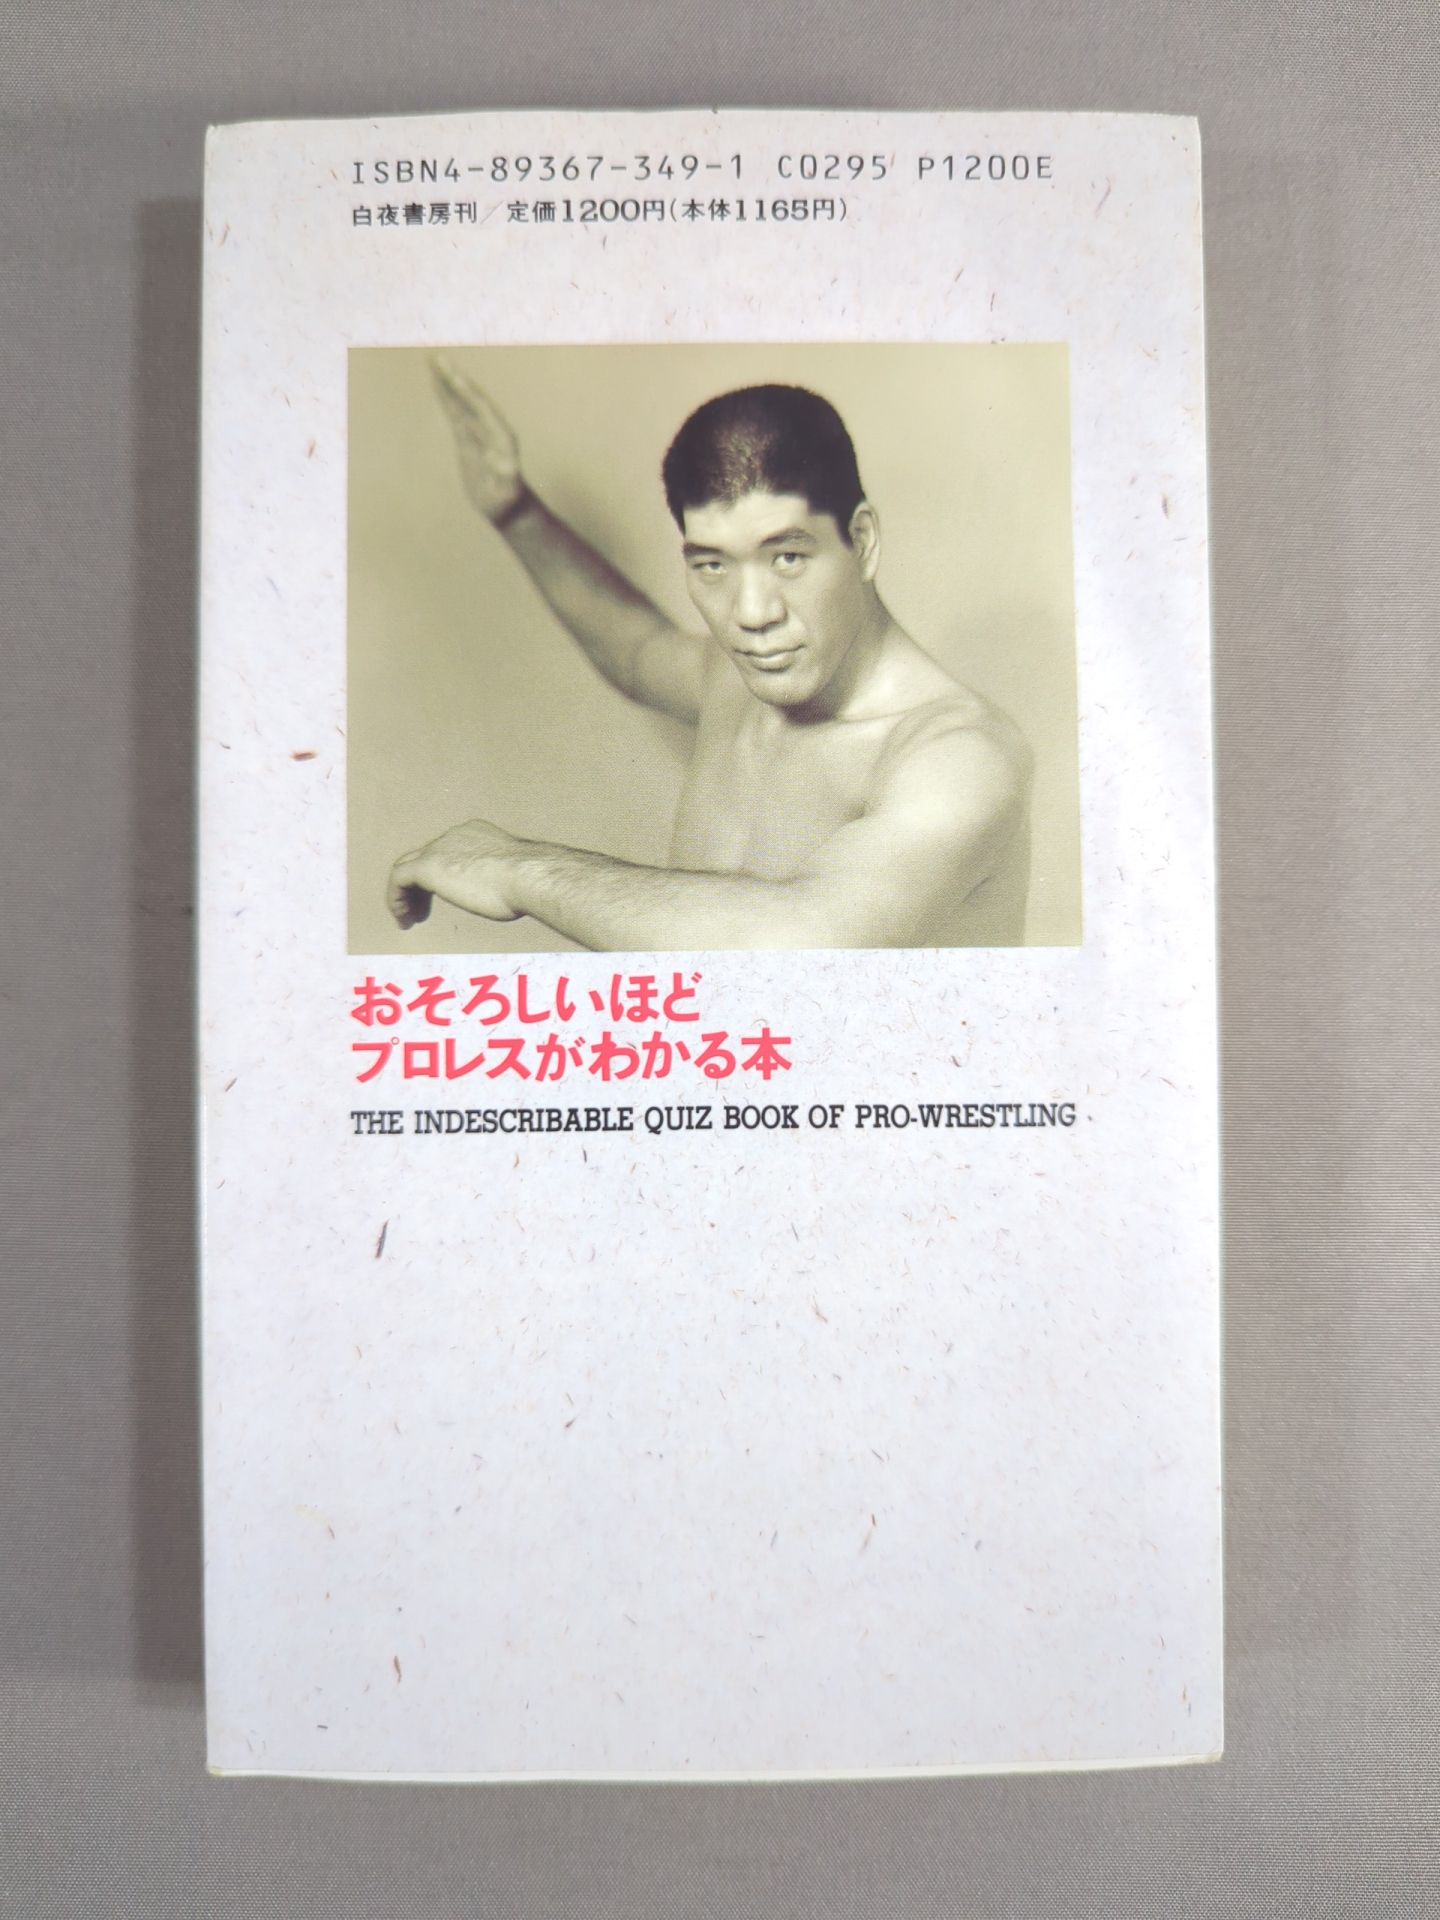 ISBN4-89367-349-1 C0295 P1200E
白夜書房刊／定価1200円(本体1165円)
おそろしいほど
プロレスがわかる本
THE INDESCRIBABLE QUIZ BOOK OF PRO-WRESTLING